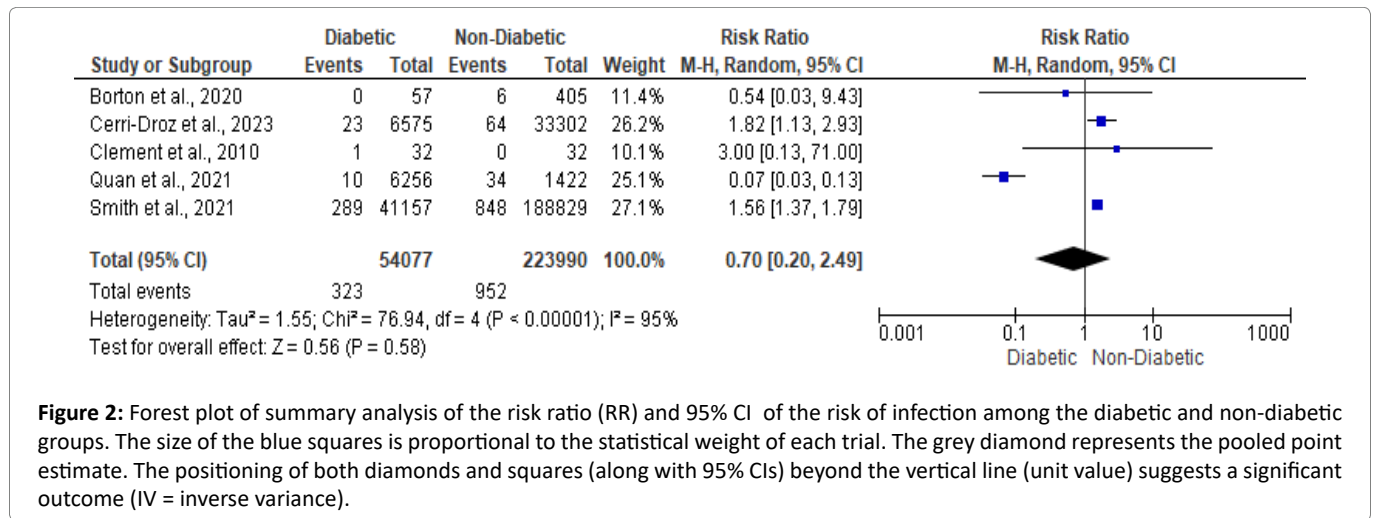 Diabetic Non-Diabetic Risk Ratio Risk Ratio
Study or Subgroup Events Total Events Total Weight M-H, Random, 95% CI M-H, Random, 95% CI
Borton et al., 2020 0 57 6 405 11.4% 0.54 [0.03, 9.43]
Cerri-Droz et al., 2023 23 6575 64 33302 26.2% 1.82 [1.13, 2.93]
Clement et al., 2010 1 32 0 32 10.1% 3.00 [0.13, 71.00]
Quan et al., 2021 10 6256 34 1422 25.1% 0.07 [0.03, 0.13]
Smith et al., 2021 289 41157 848 188829 27.1% 1.56 [1.37, 1.79]
Total (95% CI) 54077 223990 100.0% 0.70 [0.20, 2.49]
Total events 323 952
Heterogeneity: Tau² = 1.55; Chi² = 76.94, df = 4 (P < 0.00001); I² = 95%
Test for overall effect: Z = 0.56 (P = 0.58)
0.001 0.1 1 10 1000
Diabetic Non-Diabetic
Figure 2: Forest plot of summary analysis of the risk ratio (RR) and 95% CI of the risk of infection among the diabetic and non-diabetic
groups. The size of the blue squares is proportional to the statistical weight of each trial. The grey diamond represents the pooled point
estimate. The positioning of both diamonds and squares (along with 95% CIs) beyond the vertical line (unit value) suggests a significant
outcome (IV = inverse variance).